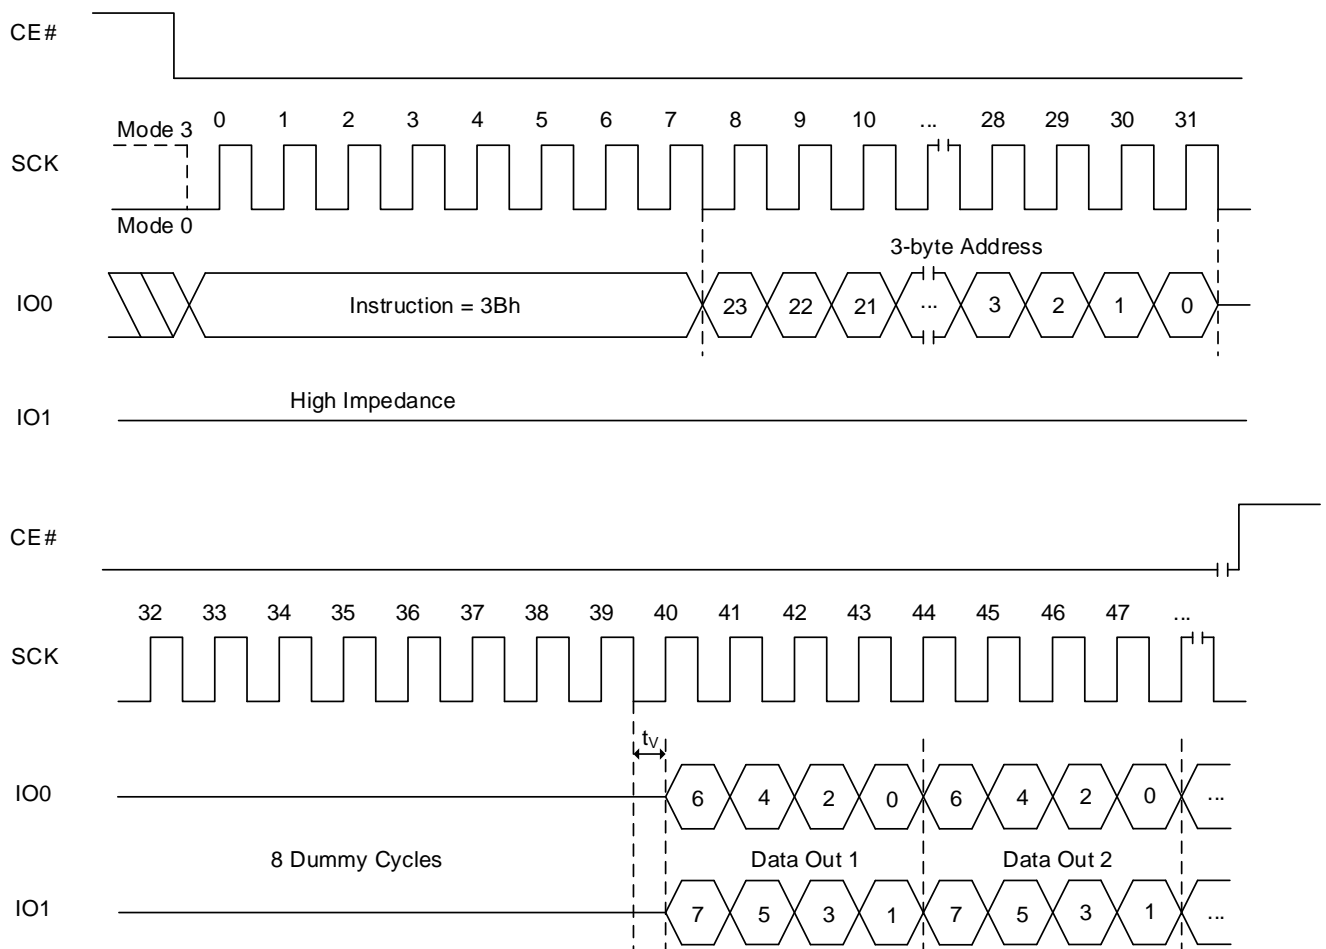 CE#
0 1 2 3 4 5 6 7 8 9 10 ... 28 29 30 31
Mode 3
SCK
Mode 0
3-byte Address
IO0 Instruction = 3Bh 23 22 21 ... 3 2 1 0
High Impedance
IO1
CE#
32 33 34 35 36 37 38 39 40 41 42 43 44 45 46 47 ...
SCK
tV
IO0 6 4 2 0 6 4 2 0 ...
8 Dummy Cycles Data Out 1 Data Out 2
IO1 7 5 3 1 7 5 3 1 ...